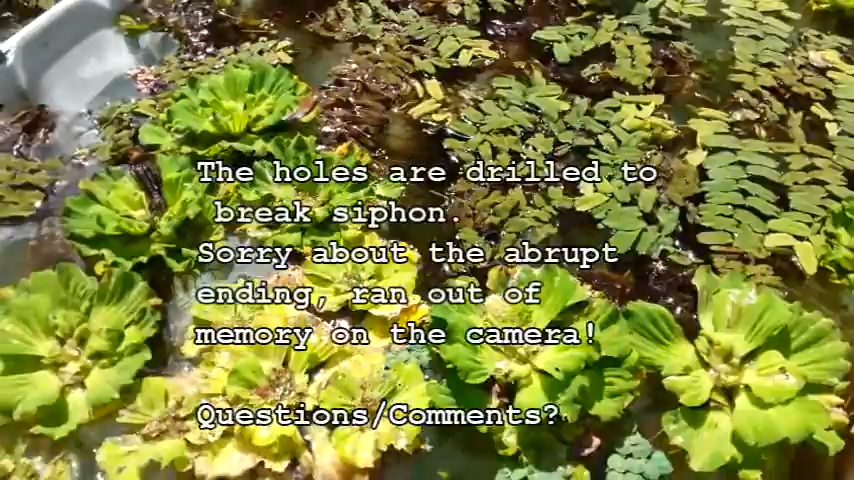 The holes are drilled to
break siphon.
Sorry about the abrupt
ending, ran out of
memory on the camera!
Questions/Comments?